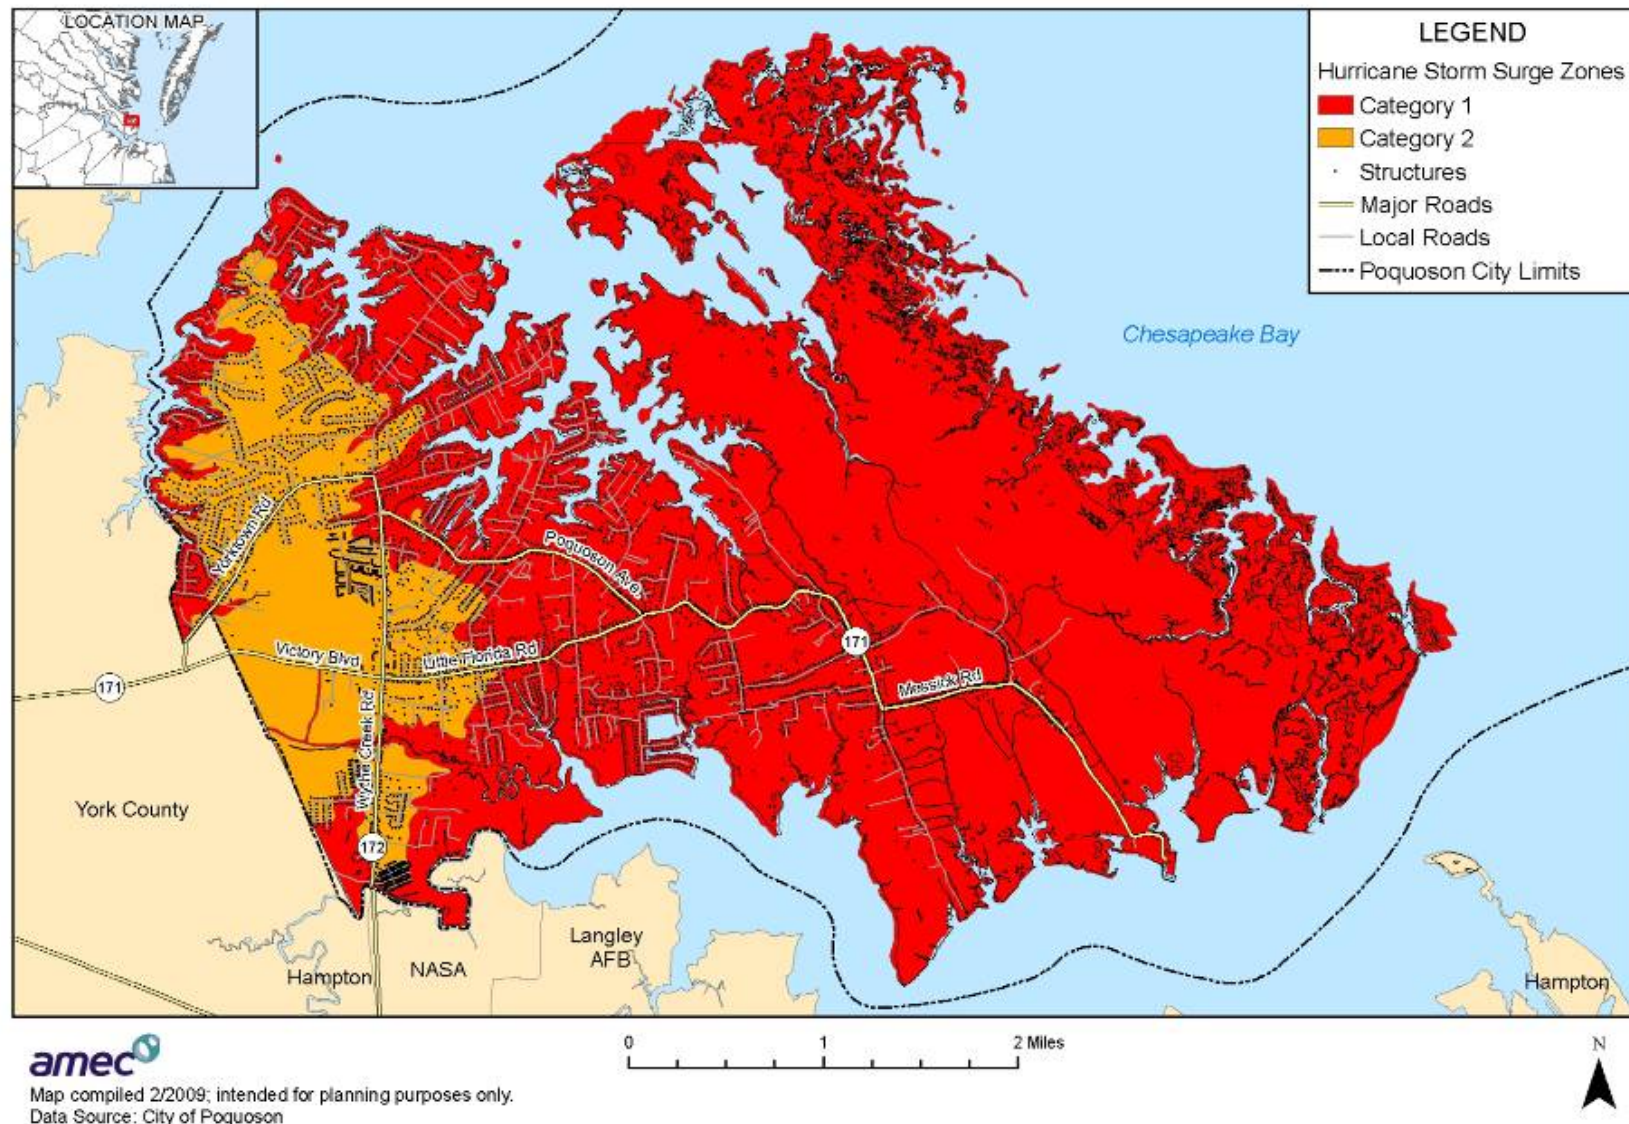 LOCATION MAP
LEGEND
Hurricane Storm Surge Zones
Category 1
Category 2
Structures
Major Roads
Local Roads
Poquoson City Limits
Chesapeake Bay
Yorktown Rd
Poquoson Ave.
Victory Blvd
Little Florida Rd
171
171
Messick Rd
Wythe Creek Rd
York County
172
Langley
AFB
Hampton
NASA
Hampton
amec
0 1 2 Miles
N
Map compiled 2/2009; intended for planning purposes only.
Data Source: City of Poquoson